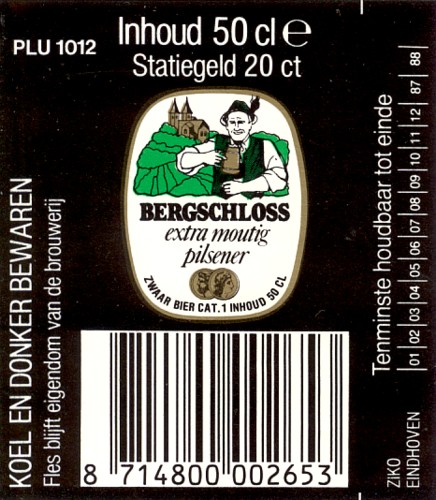 PLU 1012
Inhoud 50 cl ℮
Statiegeld 20 ct
BERGSCHLOSS
extra moutig
pilsener
ZWAAR BIER CAT. 1 INHOUD 50 CL
8 714800 002653
KOEL EN DONKER BEWAREN
Fles blijft eigendom van de brouwerij
Tenminste houdbaar tot einde
01 02 03 04 05 06 07 08 09 10 11 12 87 88
ZIKO
EINDHOVEN